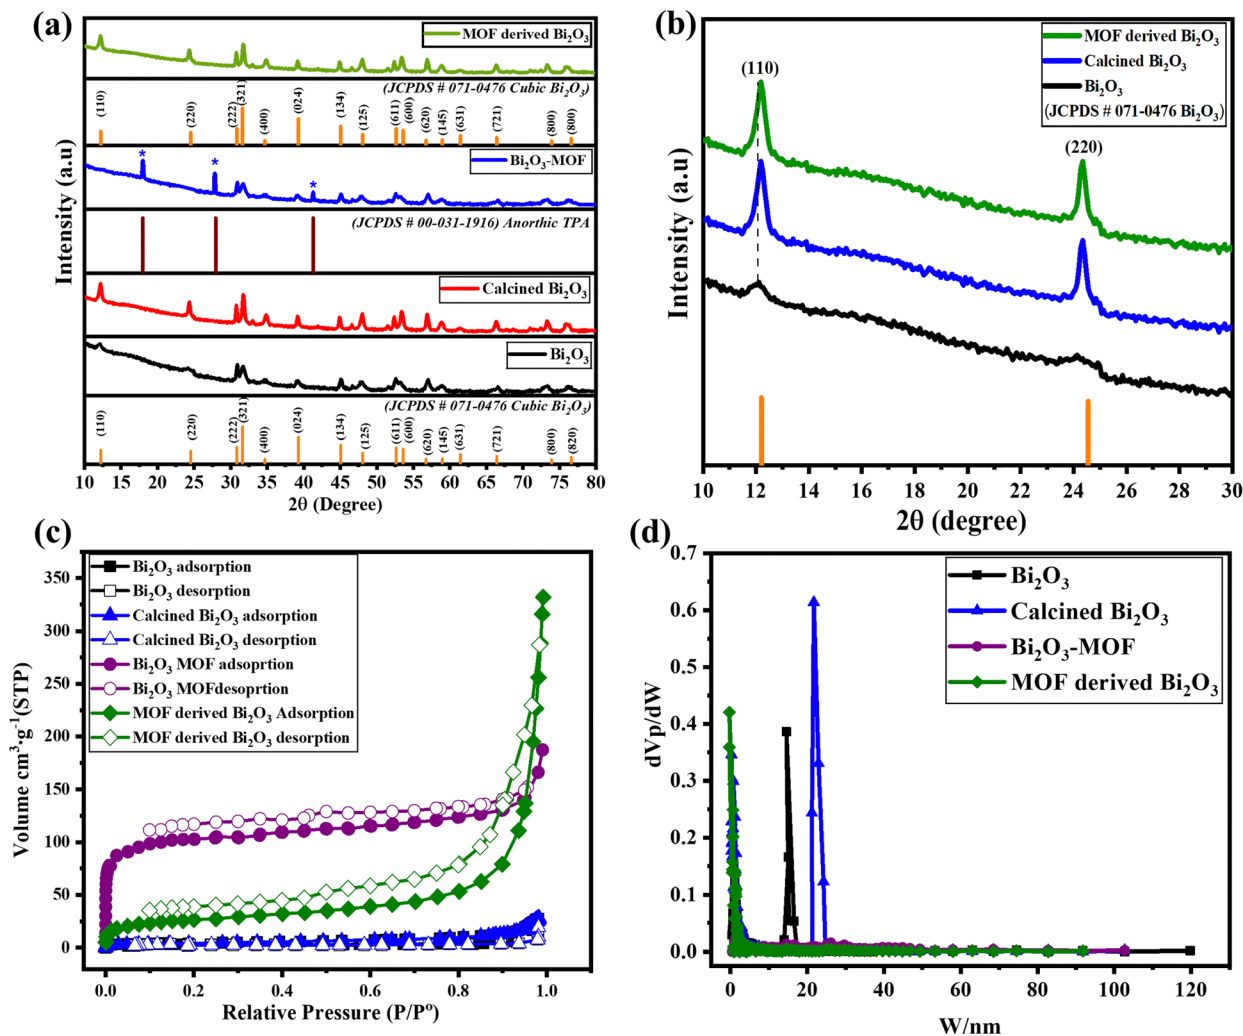 (a)
MOF derived Bi₂O₃
(JCPDS # 071-0476 Cubic Bi₂O₃)
(110)
(220)
(222)
(321)
(400)
(024)
(134)
(125)
(611)
(600)
(620)
(145)
(631)
(721)
(800)
(800)
Bi₂O₃-MOF
*
*
*
(JCPDS # 00-031-1916) Anorthic TPA
Calcined Bi₂O₃
Bi₂O₃
(JCPDS # 071-0476 Cubic Bi₂O₃)
(110)
(220)
(222)
(321)
(400)
(024)
(134)
(125)
(611)
(600)
(620)
(145)
(631)
(721)
(800)
(820)
Intensity (a.u)
10 15 20 25 30 35 40 45 50 55 60 65 70 75 80
2θ (Degree)
(b)
MOF derived Bi₂O₃
Calcined Bi₂O₃
Bi₂O₃
(JCPDS # 071-0476 Bi₂O₃)
(110)
(220)
Intensity (a.u)
10 12 14 16 18 20 22 24 26 28 30
2θ (degree)
(c)
Bi₂O₃ adsorption
Bi₂O₃ desorption
Calcined Bi₂O₃ adsorption
Calcined Bi₂O₃ desorption
Bi₂O₃ MOF adsoprtion
Bi₂O₃ MOFdesoprtion
MOF derived Bi₂O₃ Adsorption
MOF derived Bi₂O₃ desorption
Volume cm³·g⁻¹(STP)
350
300
250
200
150
100
50
0
0.0 0.2 0.4 0.6 0.8 1.0
Relative Pressure (P/Pº)
(d)
Bi₂O₃
Calcined Bi₂O₃
Bi₂O₃-MOF
MOF derived Bi₂O₃
dVp/dW
0.7
0.6
0.5
0.4
0.3
0.2
0.1
0.0
0 20 40 60 80 100 120
W/nm